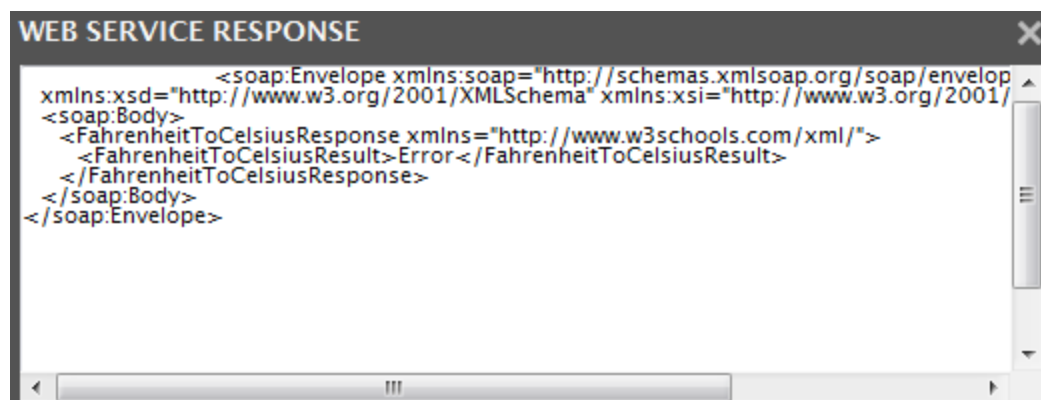 WEB SERVICE RESPONSE
<soap:Envelope xmlns:soap="http://schemas.xmlsoap.org/soap/envelop
xmlns:xsd="http://www.w3.org/2001/XMLSchema" xmlns:xsi="http://www.w3.org/2001/
<soap:Body>
<FahrenheitToCelsiusResponse xmlns="http://www.w3schools.com/xml/">
<FahrenheitToCelsiusResult>Error</FahrenheitToCelsiusResult>
</FahrenheitToCelsiusResponse>
</soap:Body>
</soap:Envelope>